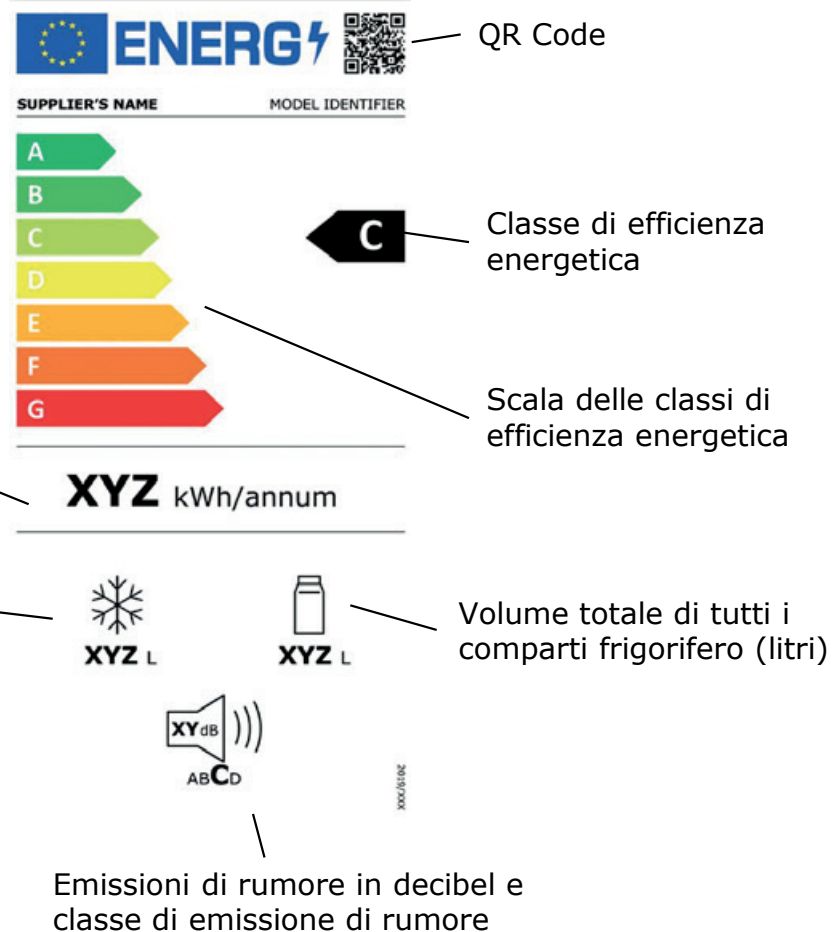 ENERG
QR Code
SUPPLIER'S NAME MODEL IDENTIFIER
A
B
C
C
Classe di efficienza
energetica
D
E
F
G
Scala delle classi di
efficienza energetica
XYZ kWh/annum
XYZ L
XYZ L
Volume totale di tutti i
comparti frigorifero (litri)
XY dB
ABCD
2019/XXX
Emissioni di rumore in decibel e
classe di emissione di rumore